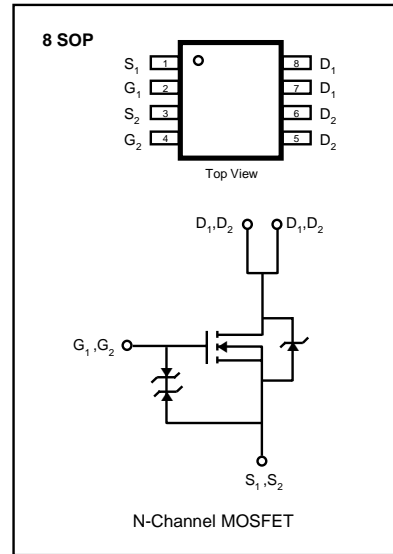 8 SOP
S₁ 1 8 D₁
G₁ 2 7 D₁
S₂ 3 6 D₂
G₂ 4 5 D₂
Top View
D₁,D₂ D₁,D₂
G₁,G₂
S₁,S₂
N-Channel MOSFET